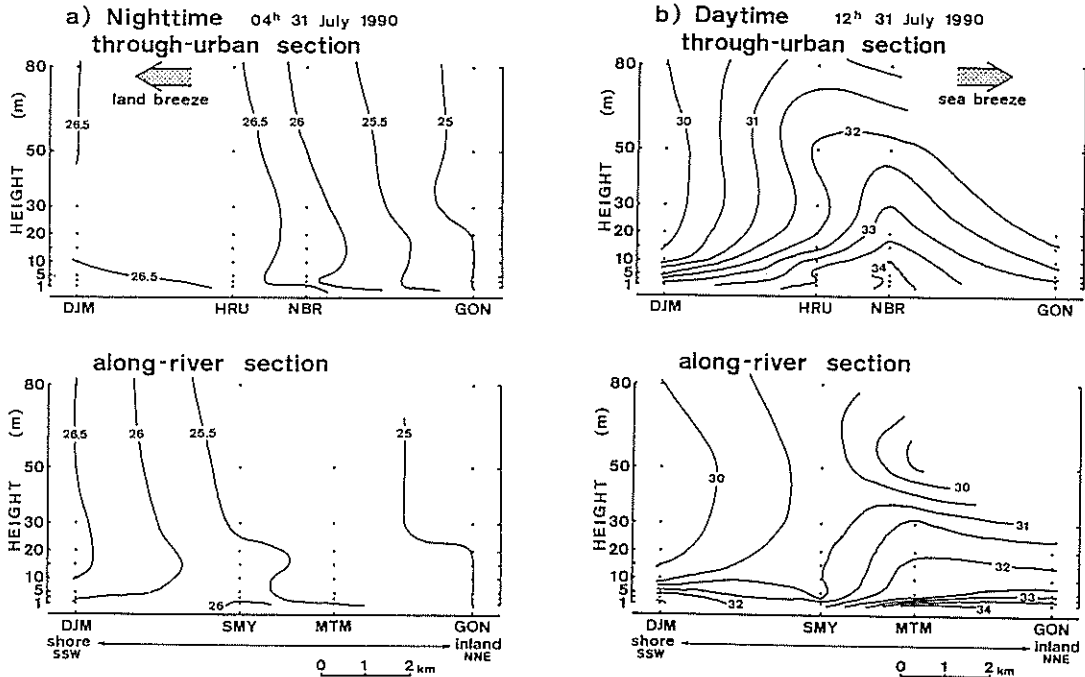 a) Nighttime 04h 31 July 1990
through-urban section
80
50
30
20
10
5
1
HEIGHT (m)
land breeze
26.5
26.5
26
25.5
25
26.5
DJM HRU NBR GON
along-river section
80
50
30
20
10
5
1
HEIGHT (m)
26.5
26
25.5
25
26
DJM SMY MTM GON
shore inland
SSW NNE
0 1 2 km
b) Daytime 12h 31 July 1990
through-urban section
80
50
30
20
10
5
1
HEIGHT (m)
sea breeze
30
31
32
33
34
DJM HRU NBR GON
along-river section
80
50
30
20
10
5
1
HEIGHT (m)
30
30
31
32
33
34
32
DJM SMY MTM GON
shore inland
SSW NNE
0 1 2 km